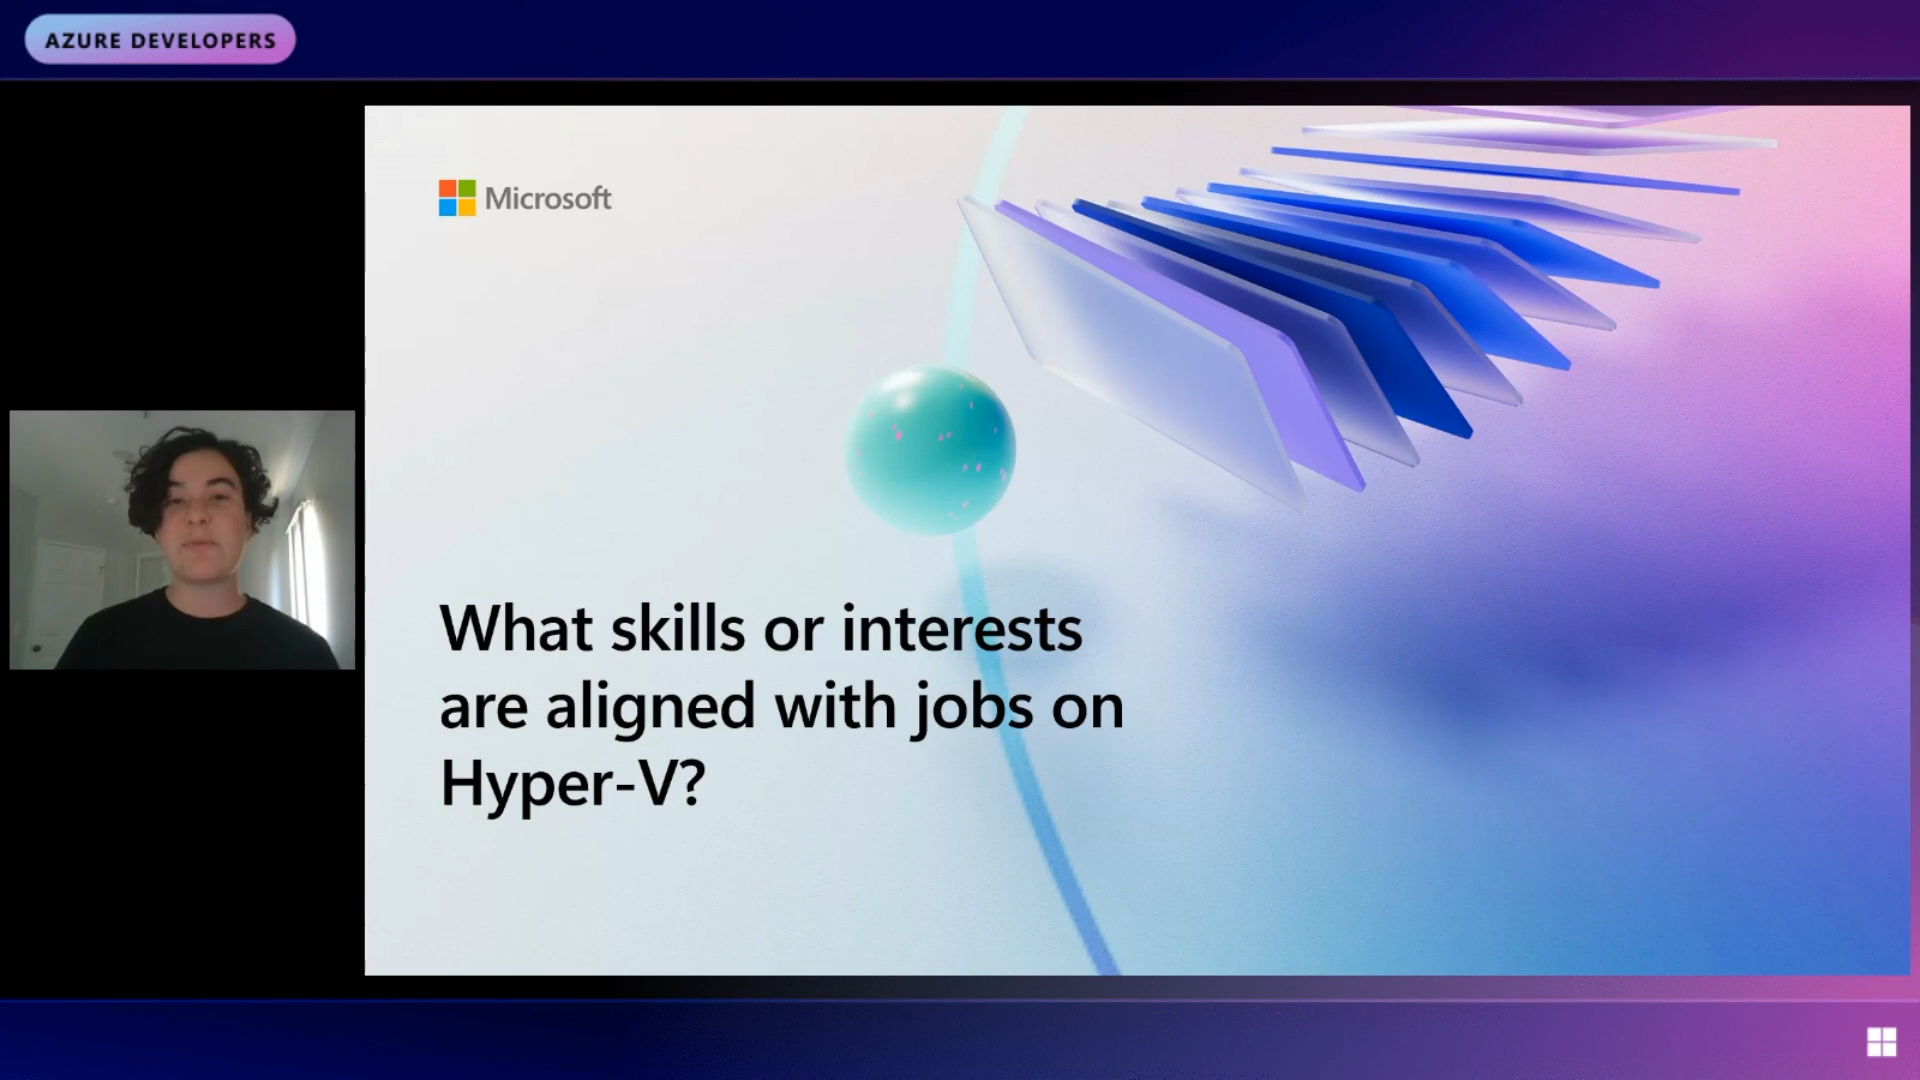 AZURE DEVELOPERS
Microsoft
What skills or interests
are aligned with jobs on
Hyper-V?